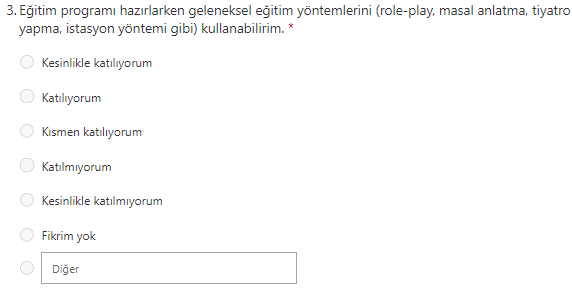 3. Eğitim programı hazırlarken geleneksel eğitim yöntemlerini (role-play, masal anlatma, tiyatro
yapma, istasyon yöntemi gibi) kullanabilirim. *
Kesinlikle katılıyorum
Katılıyorum
Kısmen katılıyorum
Katılmıyorum
Kesinlikle katılmıyorum
Fikrim yok
Diğer